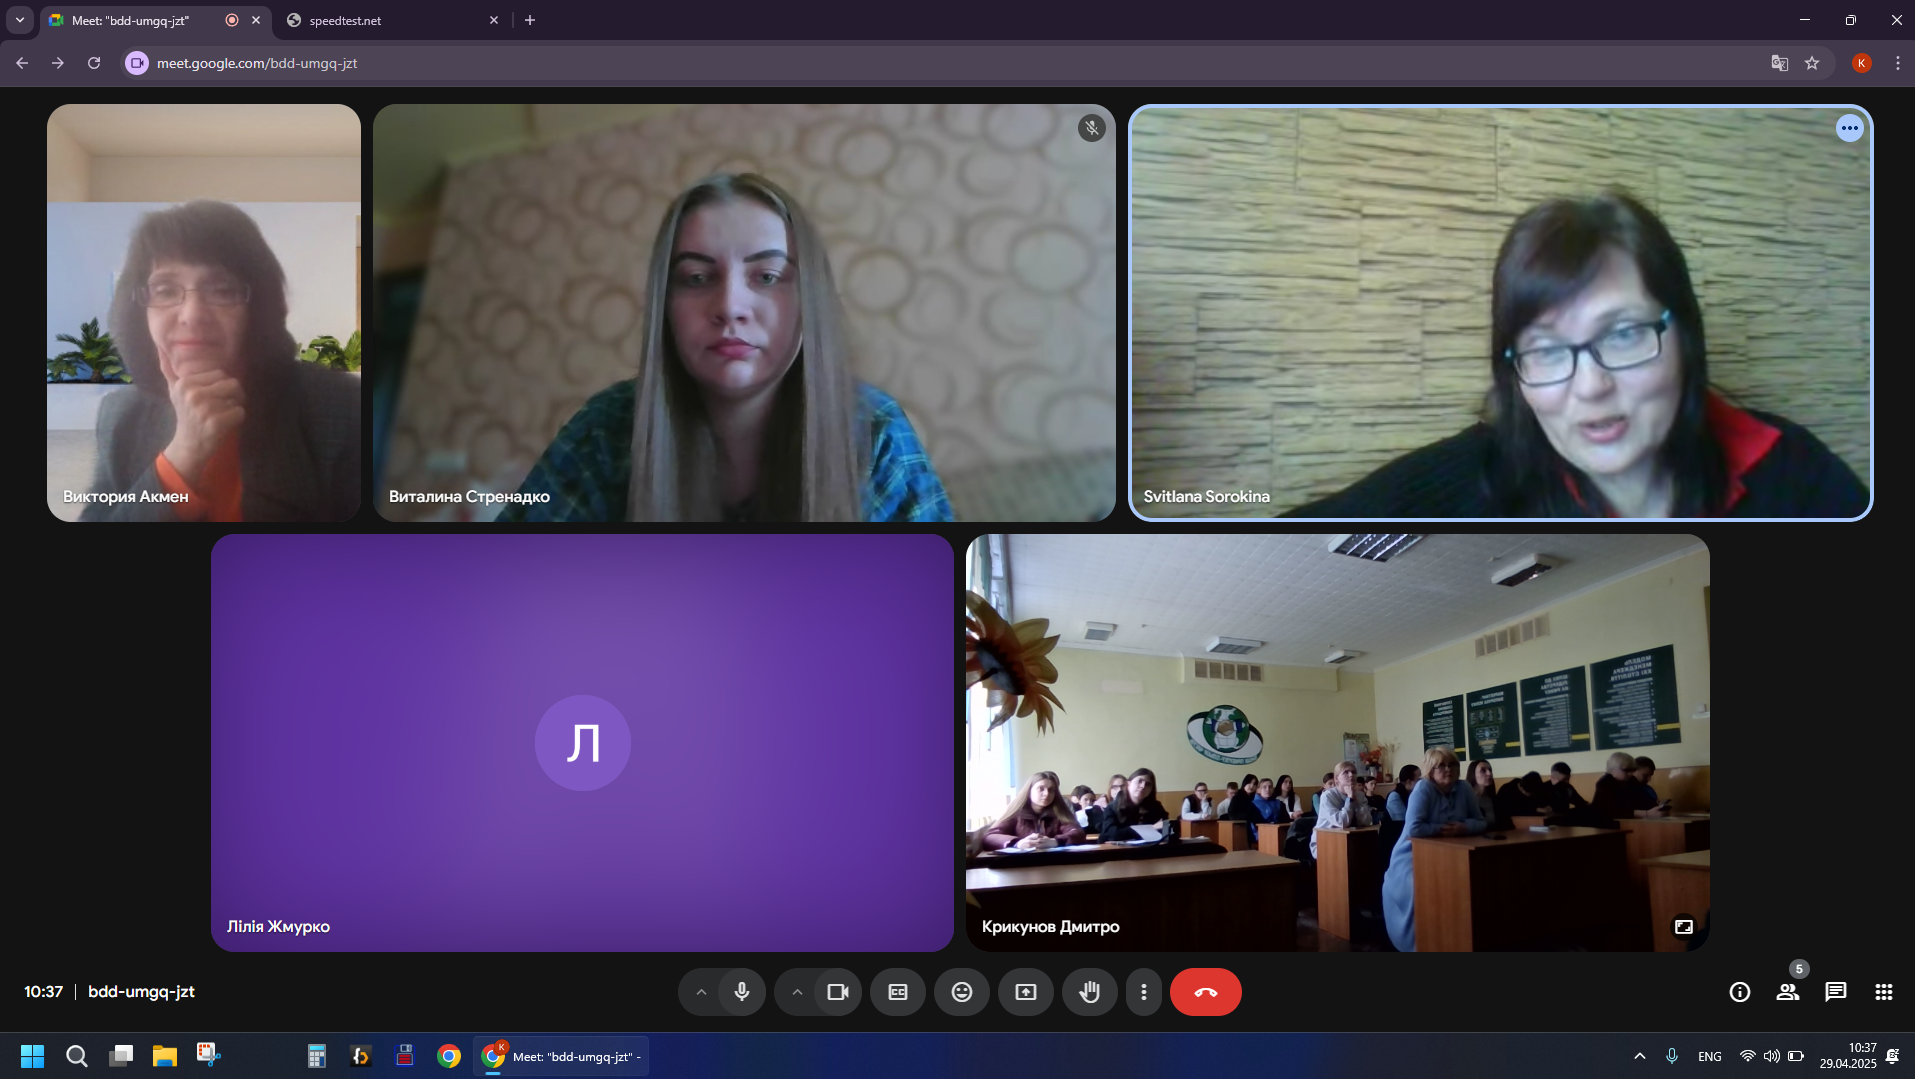 Meet: "bdd-umgq-jzt"
speedtest.net
meet.google.com/bdd-umgq-jzt
K
Виктория Акмен
Виталина Стренадко
Svitlana Sorokina
Л
Лілія Жмурко
Крикунов Дмитро
10:37 | bdd-umgq-jzt
CC
5
K
Meet: "bdd-umgq-jzt" -
ENG
10:37
29.04.2025